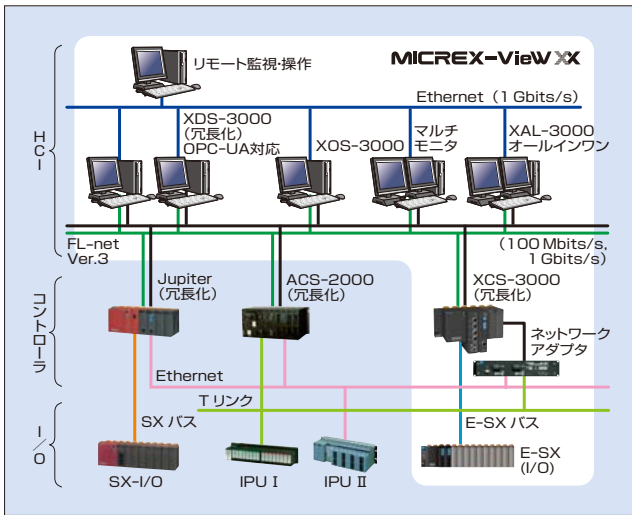 MICREX-VieW XX
リモート監視・操作
Ethernet（1 Gbits/s）
HCI
XDS-3000
（冗長化）
OPC-UA対応
XOS-3000
マルチ
モニタ
XAL-3000
オールインワン
FL-net
Ver.3
（100 Mbits/s,
1 Gbits/s）
コントローラ
Jupiter
（冗長化）
ACS-2000
（冗長化）
XCS-3000
（冗長化）
ネットワーク
アダプタ
Ethernet
T リンク
I/O
SX バス
E-SX バス
SX-I/O
IPU I
IPU II
E-SX
（I/O）